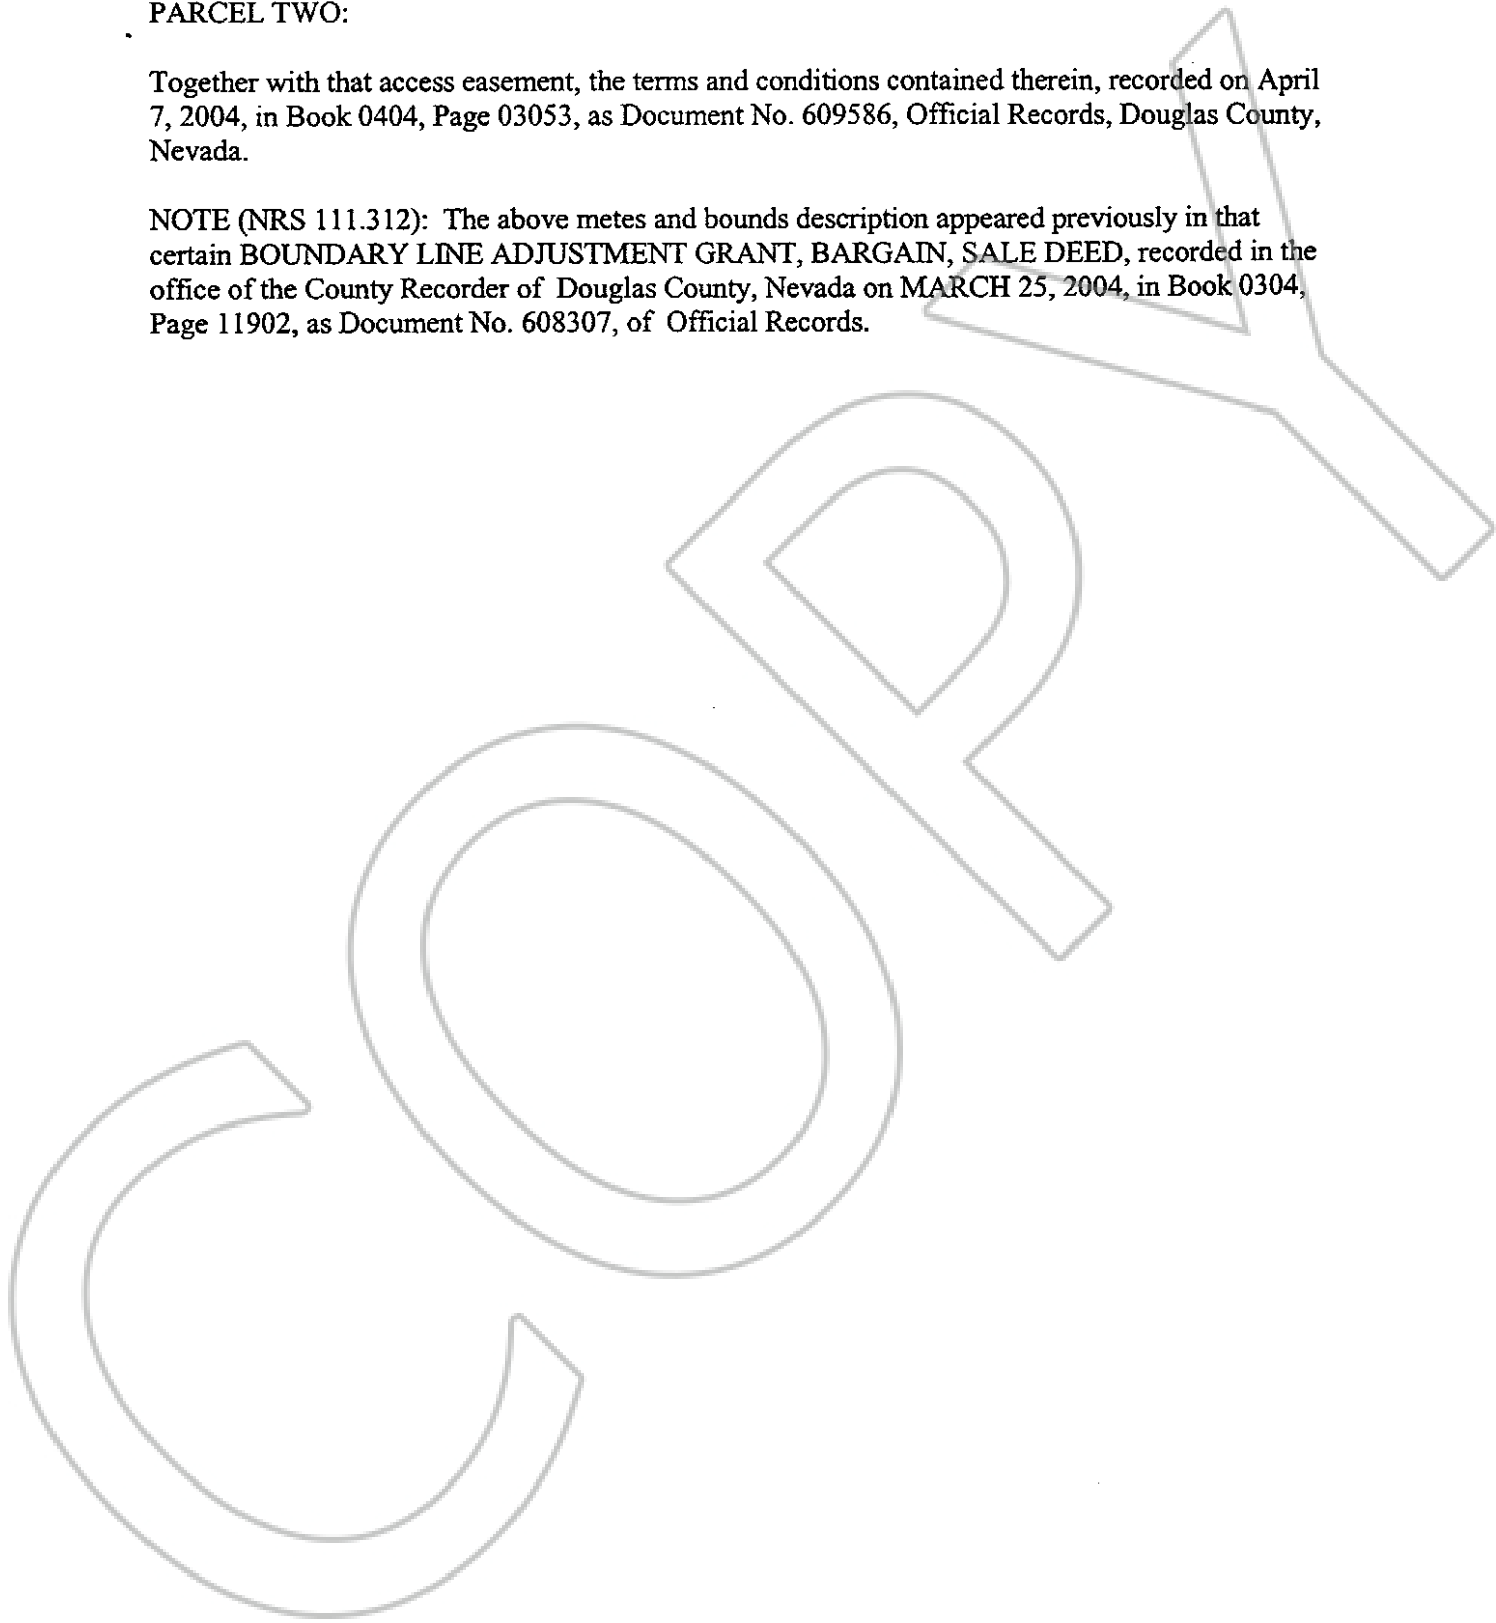 PARCEL TWO:
Together with that access easement, the terms and conditions contained therein, recorded on April
7, 2004, in Book 0404, Page 03053, as Document No. 609586, Official Records, Douglas County,
Nevada.
NOTE (NRS 111.312): The above metes and bounds description appeared previously in that
certain BOUNDARY LINE ADJUSTMENT GRANT, BARGAIN, SALE DEED, recorded in the
office of the County Recorder of Douglas County, Nevada on MARCH 25, 2004, in Book 0304,
Page 11902, as Document No. 608307, of Official Records.
COPY